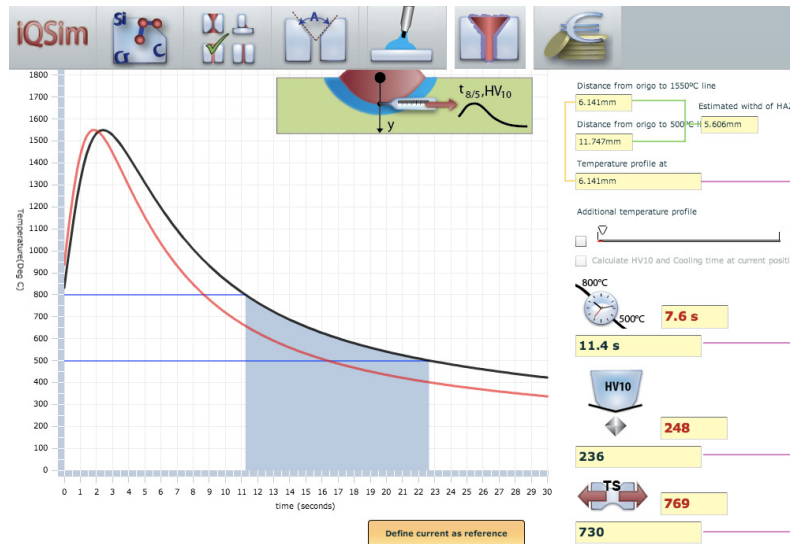 iQSim
Si
Cr
C
A
€
t8/5,HV10
y
Distance from origo to 1550ºC line
6.141mm
Estimated withd of HAZ
Distance from origo to 500ºC
5.606mm
11.747mm
Temperature profile at
6.141mm
Additional temperature profile
Calculate HV10 and Cooling time at current positi
800ºC
500ºC
7.6 s
11.4 s
HV10
248
236
TS
769
730
Temperature(Deg C)
1800
1700
1600
1500
1400
1300
1200
1100
1000
900
800
700
600
500
400
300
200
100
0
0 1 2 3 4 5 6 7 8 9 10 11 12 13 14 15 16 17 18 19 20 21 22 23 24 25 26 27 28 29 30
time (seconds)
Define current as reference